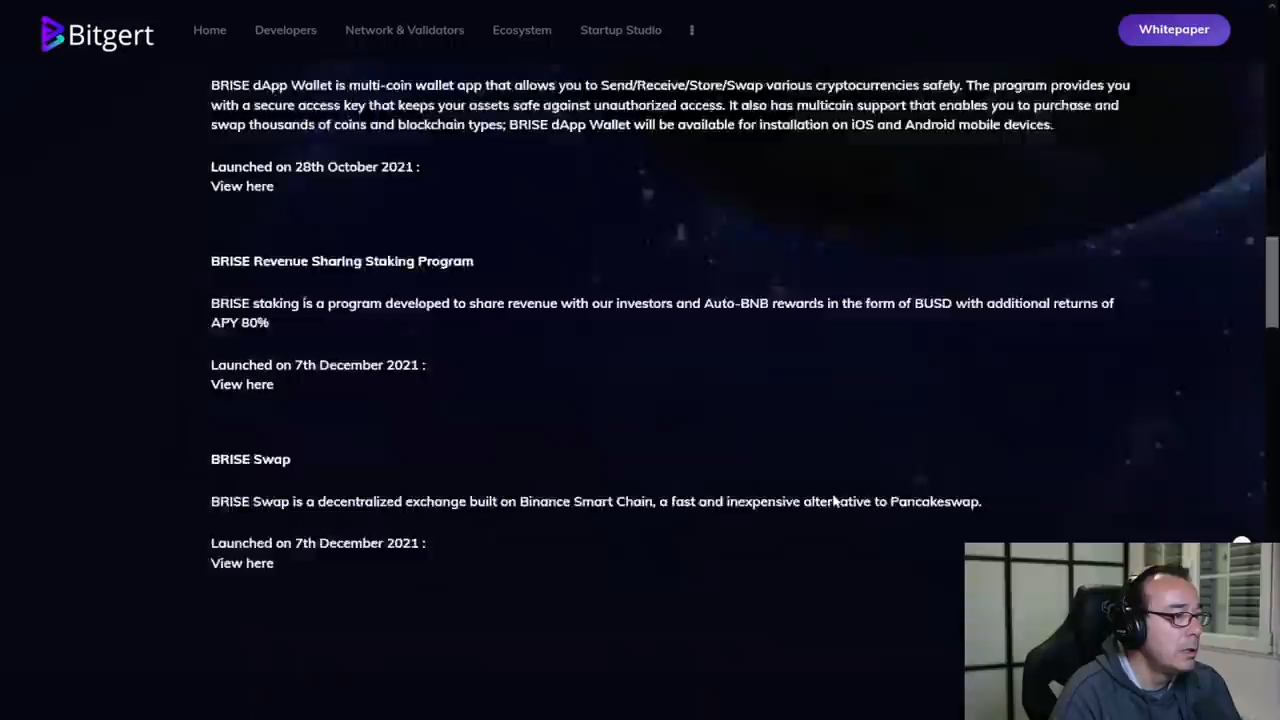 Bitgert
Home
Developers
Network & Validators
Ecosystem
Startup Studio
Whitepaper
BRISE dApp Wallet is multi-coin wallet app that allows you to Send/Receive/Store/Swap various cryptocurrencies safely. The program provides you
with a secure access key that keeps your assets safe against unauthorized access. It also has multicoin support that enables you to purchase and
swap thousands of coins and blockchain types; BRISE dApp Wallet will be available for installation on iOS and Android mobile devices.
Launched on 28th October 2021 :
View here
BRISE Revenue Sharing Staking Program
BRISE staking is a program developed to share revenue with our investors and Auto-BNB rewards in the form of BUSD with additional returns of
APY 80%
Launched on 7th December 2021 :
View here
BRISE Swap
BRISE Swap is a decentralized exchange built on Binance Smart Chain, a fast and inexpensive alternative to Pancakeswap.
Launched on 7th December 2021 :
View here